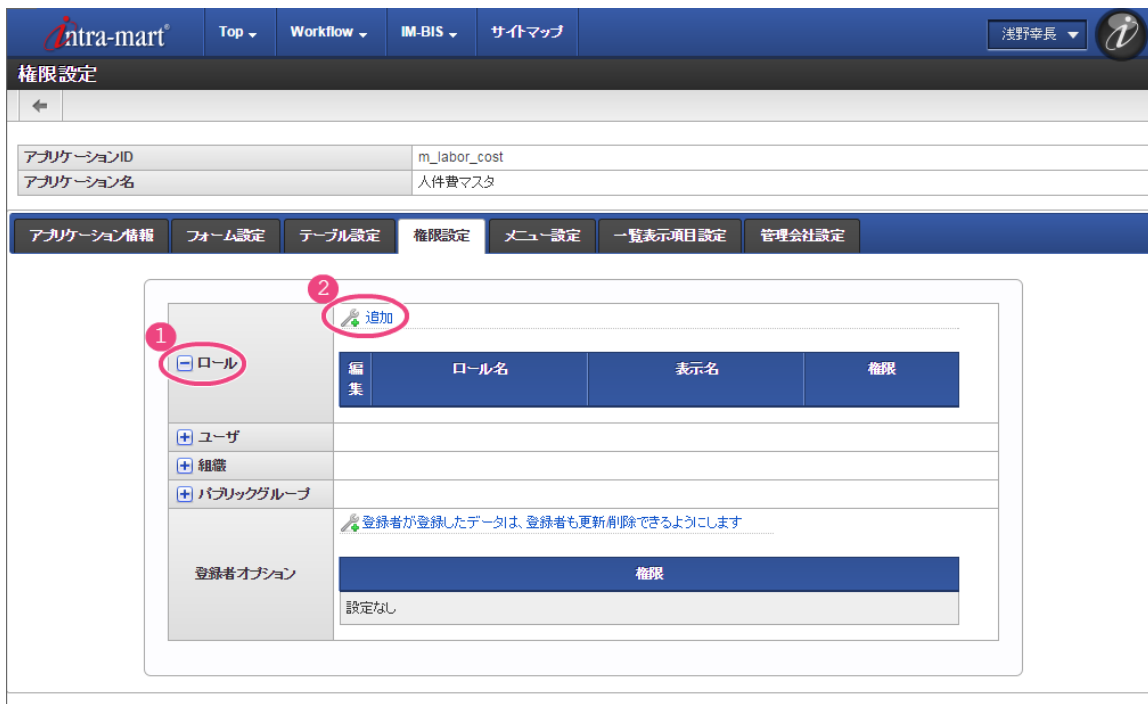 intra-mart® Top Workflow IM-BIS サイトマップ 浅野幸長
権限設定
アプリケーションID m_labor_cost
アプリケーション名 人件費マスタ
アプリケーション情報 フォーム設定 テーブル設定 権限設定 メニュー設定 一覧表示項目設定 管理会社設定
2
追加
1
ロール
編集 ロール名 表示名 権限
ユーザ
組織
パブリックグループ
登録者が登録したデータは、登録者も更新/削除できるようにします
登録者オプション
権限
設定なし